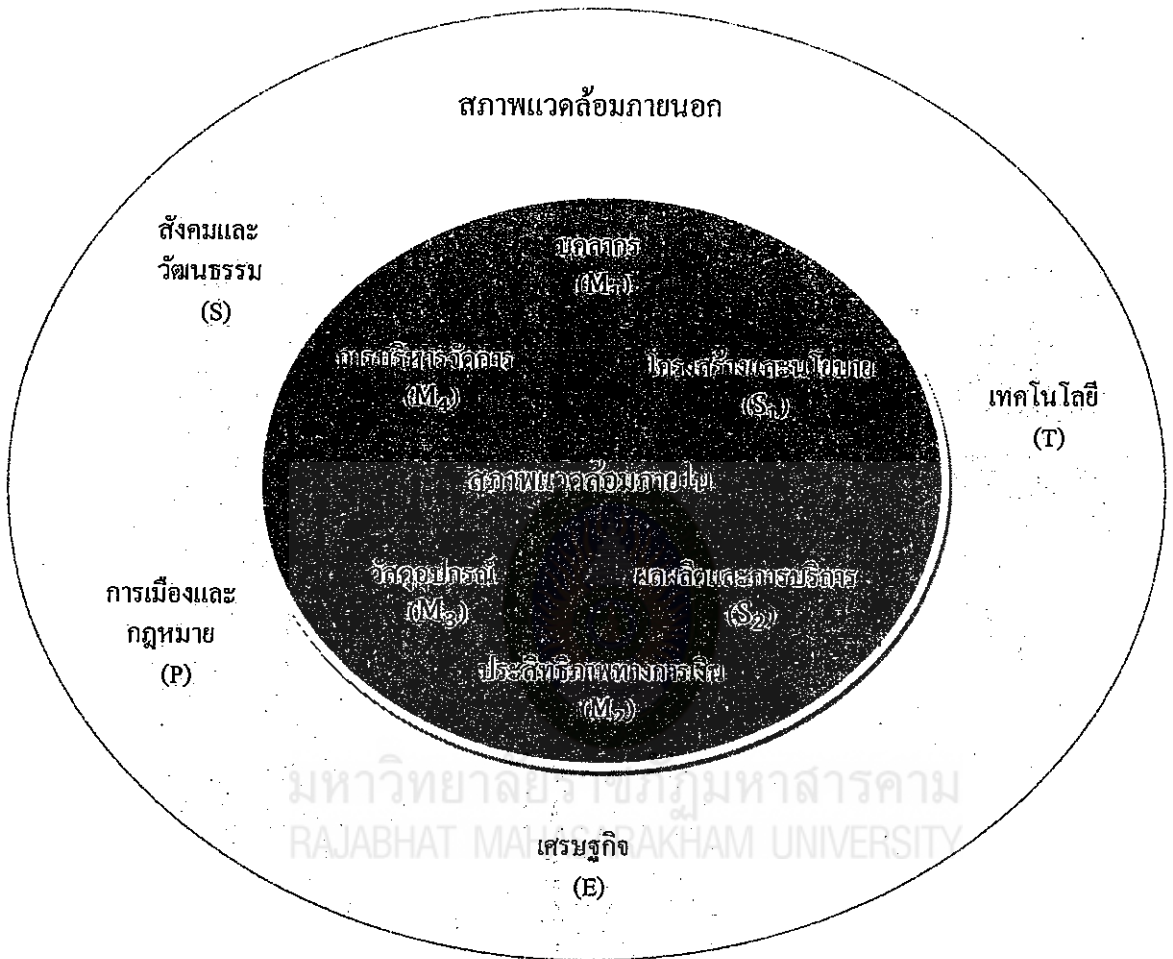 สภาพแวดล้อมภายนอก
สังคมและ
วัฒนธรรม
(S)
บุคลากร
(M₁)
การบริหารจัดการ
(M₄)
โครงสร้างและนโยบาย
(S₁)
เทคโนโลยี
(T)
สภาพแวดล้อมภายใน
วัสดุอุปกรณ์
(M₃)
ผลผลิตและการบริการ
(S₂)
การเมืองและ
กฎหมาย
(P)
ประสิทธิภาพทางการเงิน
(M₂)
มหาวิทยาลัยราชภัฏมหาสารคาม
RAJABHAT MAHASARAKHAM UNIVERSITY
เศรษฐกิจ
(E)